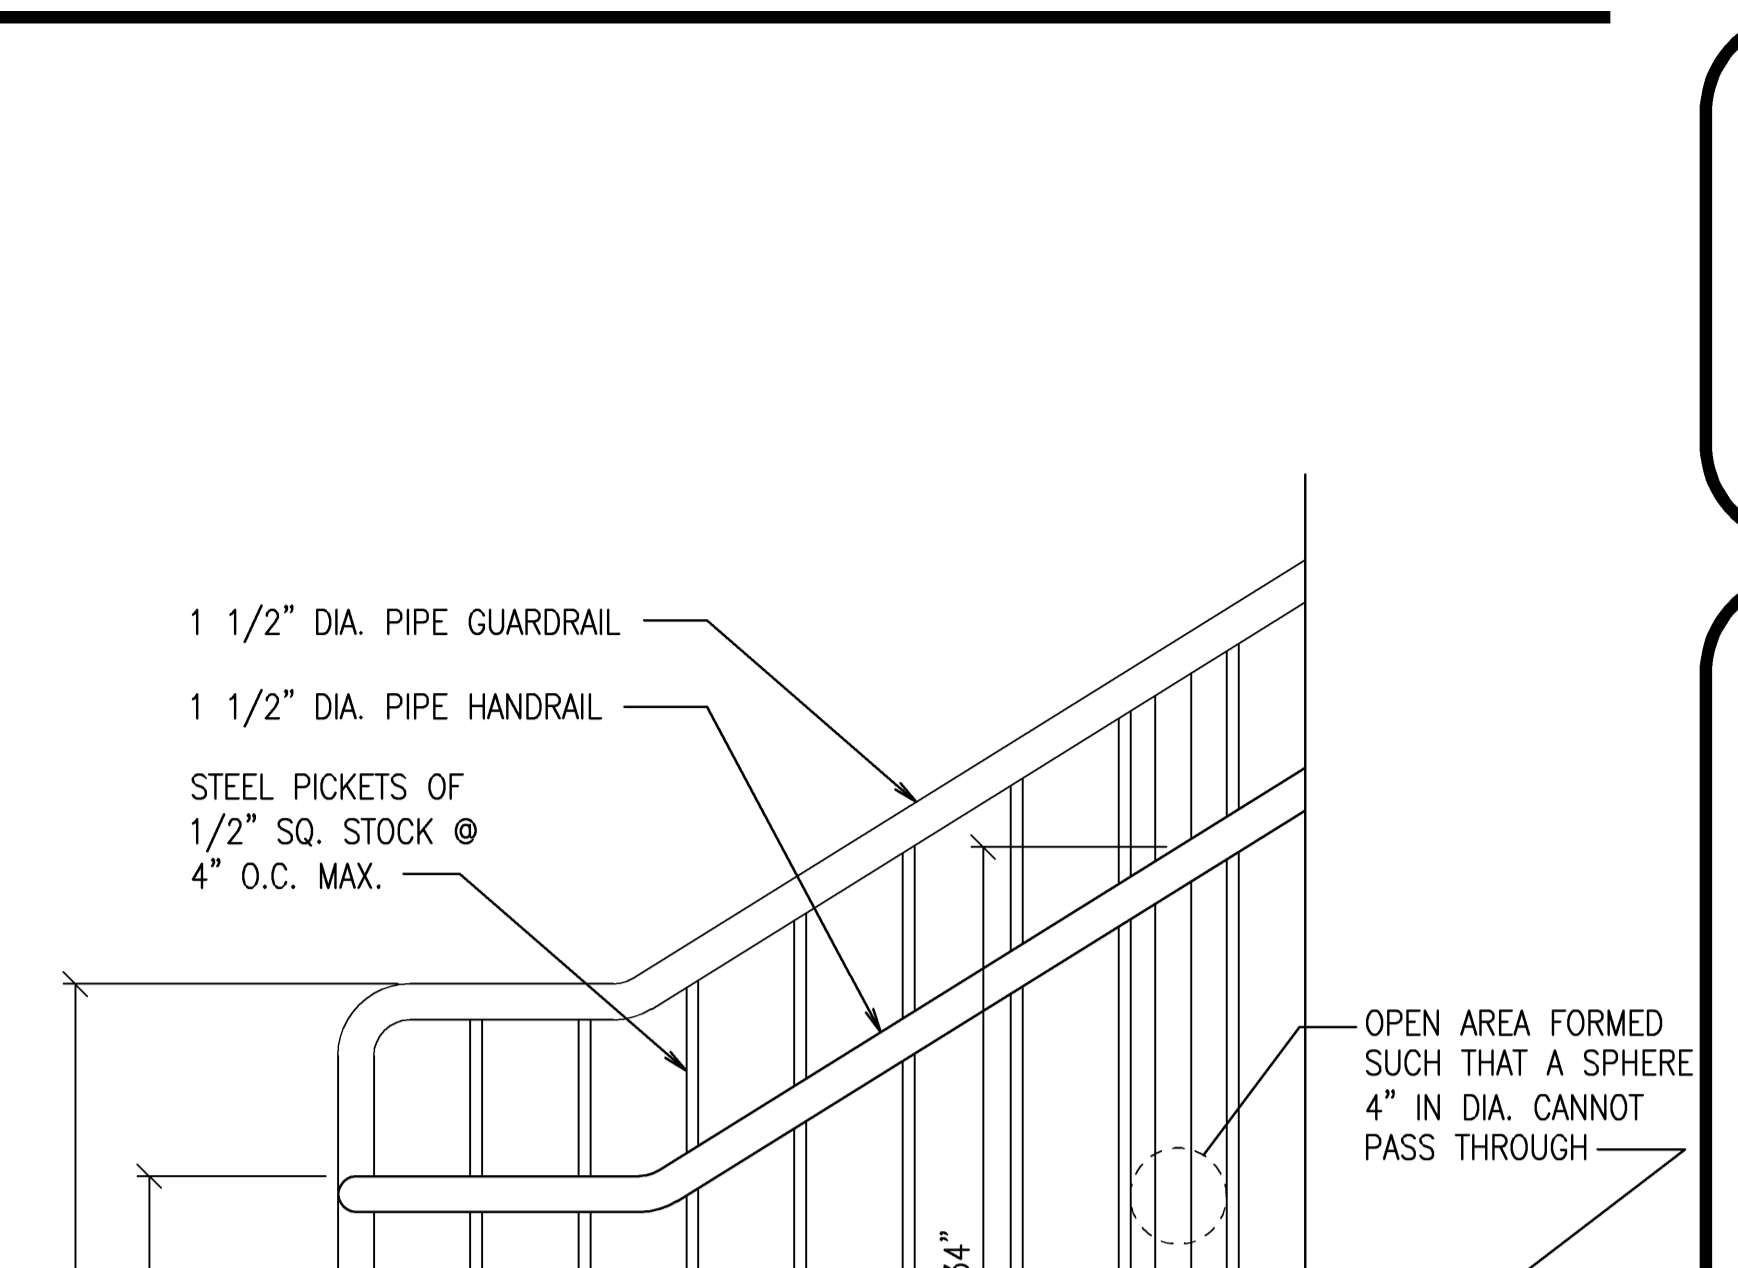 1 1/2” DIA. PIPE GUARDRAIL
1 1/2” DIA. PIPE HANDRAIL
STEEL PICKETS OF
1/2” SQ. STOCK @
4” O.C. MAX.
OPEN AREA FORMED
SUCH THAT A SPHERE
4” IN DIA. CANNOT
PASS THROUGH